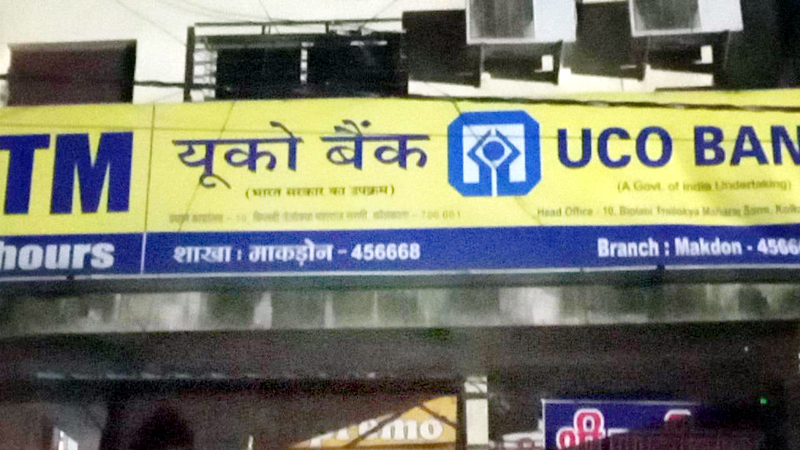 TM
hours
यूको बैंक
(भारत सरकार का उपक्रम)
शाखा : माकड़ोन - 456668
UCO BAN
(A Govt. of India Undertaking)
Head Office : 10, Biplabi Trailokya Maharaj Sarani, Kolk
Branch : Makdon - 4566
premo
श्री